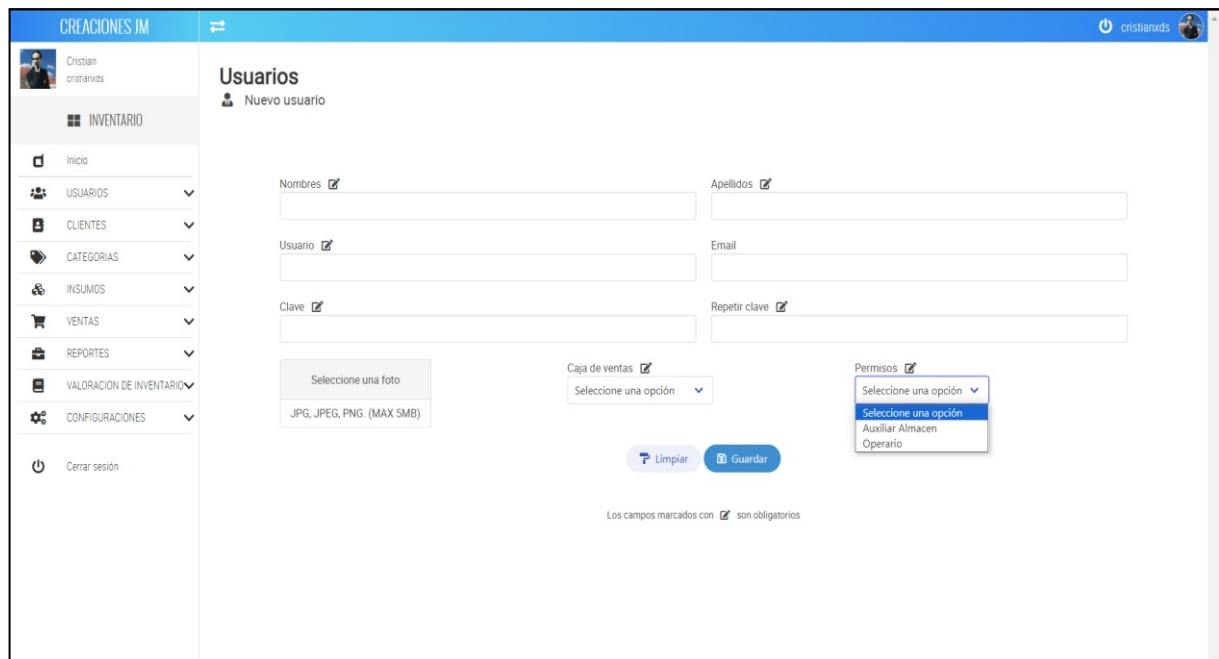 CREACIONES JM
cristianxds
Cristian
cristianxds
INVENTARIO
Inicio
USUARIOS
CLIENTES
CATEGORIAS
INSUMOS
VENTAS
REPORTES
VALORACION DE INVENTARIO
CONFIGURACIONES
Cerrar sesión
Usuarios
Nuevo usuario
Nombres
Apellidos
Usuario
Email
Clave
Repetir clave
Seleccione una foto
JPG, JPEG, PNG. (MAX 5MB)
Caja de ventas
Seleccione una opción
Permisos
Seleccione una opción
Seleccione una opción
Auxiliar Almacen
Operario
Limpiar
Guardar
Los campos marcados con son obligatorios